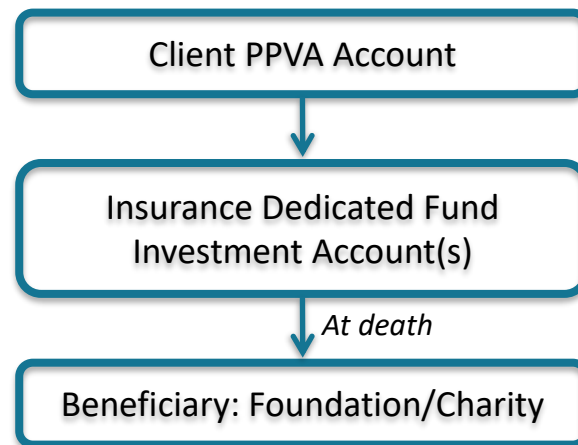 Client PPVA Account
Insurance Dedicated Fund
Investment Account(s)
At death
Beneficiary: Foundation/Charity